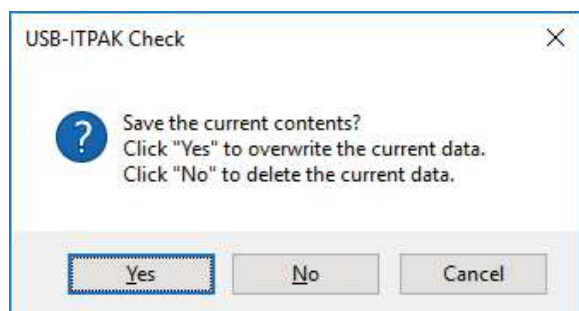 USB-ITPAK Check
?
Save the current contents?
Click "Yes" to overwrite the current data.
Click "No" to delete the current data.
Yes
No
Cancel